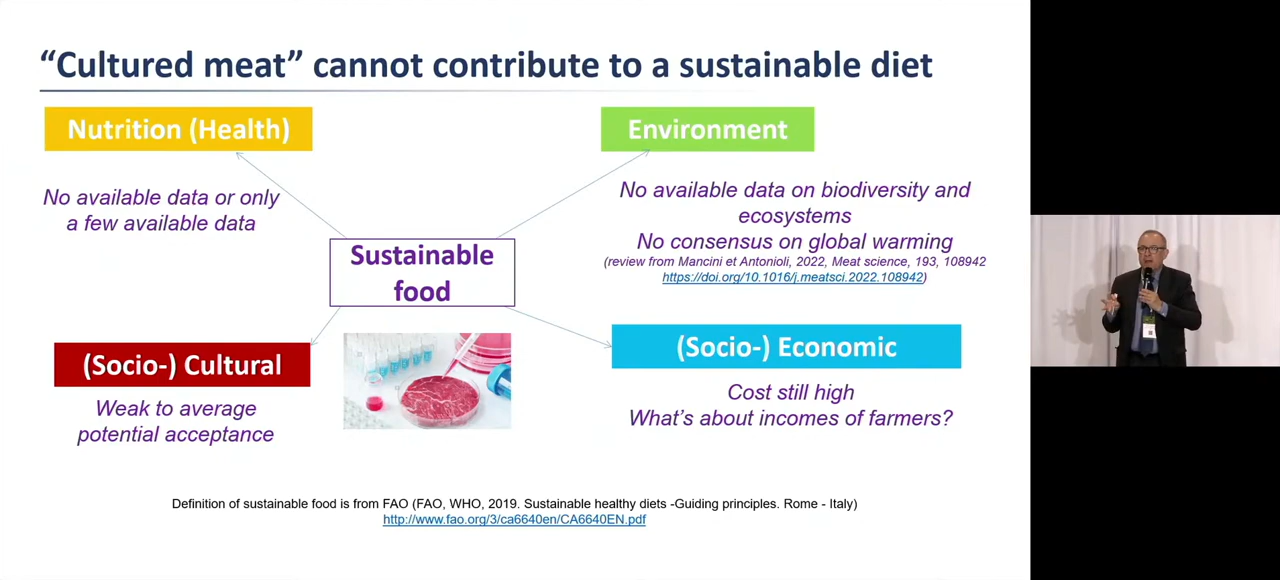 “Cultured meat” cannot contribute to a sustainable diet
Nutrition (Health)
No available data or only
a few available data
Environment
No available data on biodiversity and
ecosystems
No consensus on global warming
(review from Mancini et Antonioli, 2022, Meat science, 193, 108942
https://doi.org/10.1016/j.meatsci.2022.108942)
Sustainable
food
(Socio-) Cultural
Weak to average
potential acceptance
(Socio-) Economic
Cost still high
What’s about incomes of farmers?
Definition of sustainable food is from FAO (FAO, WHO, 2019. Sustainable healthy diets -Guiding principles. Rome - Italy)
http://www.fao.org/3/ca6640en/CA6640EN.pdf